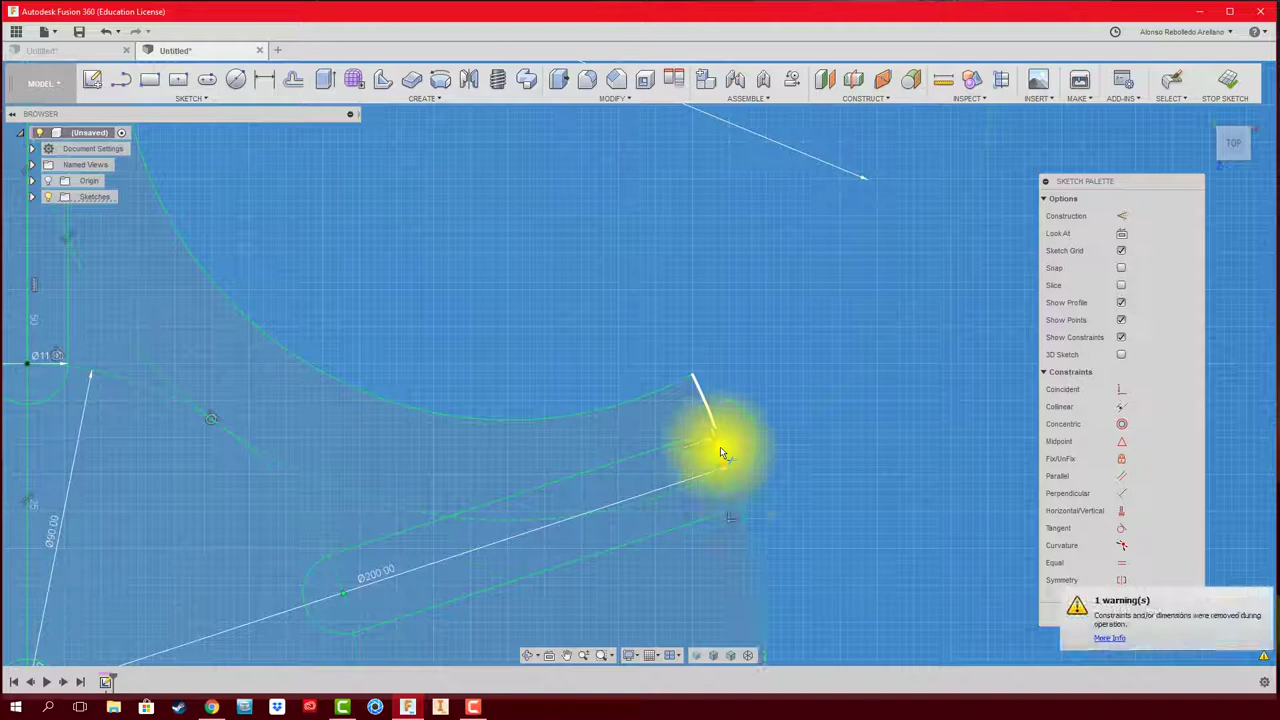 Autodesk Fusion 360 (Education License)
Alonso Rebolledo Arellano
Untitled*
Untitled*
MODEL
SKETCH
CREATE
MODIFY
ASSEMBLE
CONSTRUCT
INSPECT
INSERT
MAKE
ADD-INS
SELECT
STOP SKETCH
BROWSER
(Unsaved)
Document Settings
Named Views
Origin
Sketches
TOP
SKETCH PALETTE
Options
Construction
Look At
Sketch Grid
Snap
Slice
Show Profile
Show Points
Show Constraints
3D Sketch
Constraints
Coincident
Collinear
Concentric
Midpoint
Fix/UnFix
Parallel
Perpendicular
Horizontal/Vertical
Tangent
Curvature
Equal
Symmetry
50
Ø90.00
Ø200.00
1 warning(s)
Constraints and/or dimensions were removed during
operation.
More Info